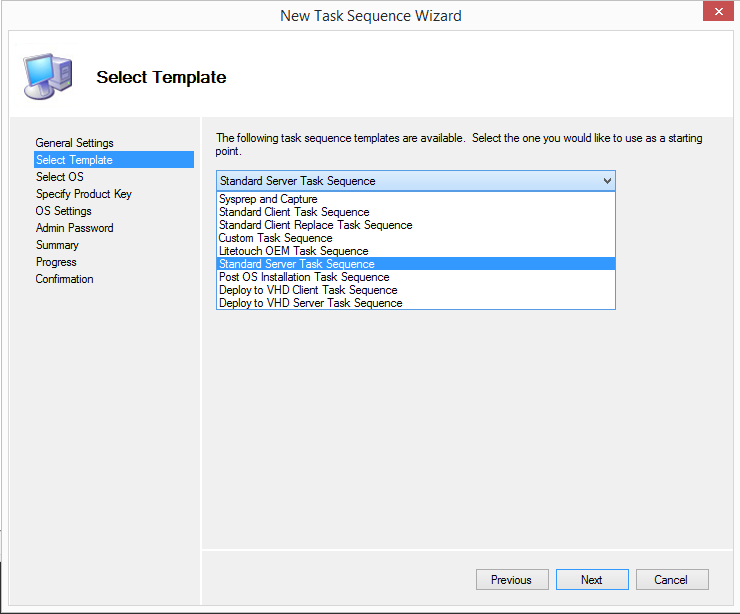 New Task Sequence Wizard
Select Template
General Settings
Select Template
Select OS
Specify Product Key
OS Settings
Admin Password
Summary
Progress
Confirmation
The following task sequence templates are available.  Select the one you would like to use as a starting
point.
Standard Server Task Sequence
Sysprep and Capture
Standard Client Task Sequence
Standard Client Replace Task Sequence
Custom Task Sequence
Litetouch OEM Task Sequence
Standard Server Task Sequence
Post OS Installation Task Sequence
Deploy to VHD Client Task Sequence
Deploy to VHD Server Task Sequence
Previous
Next
Cancel